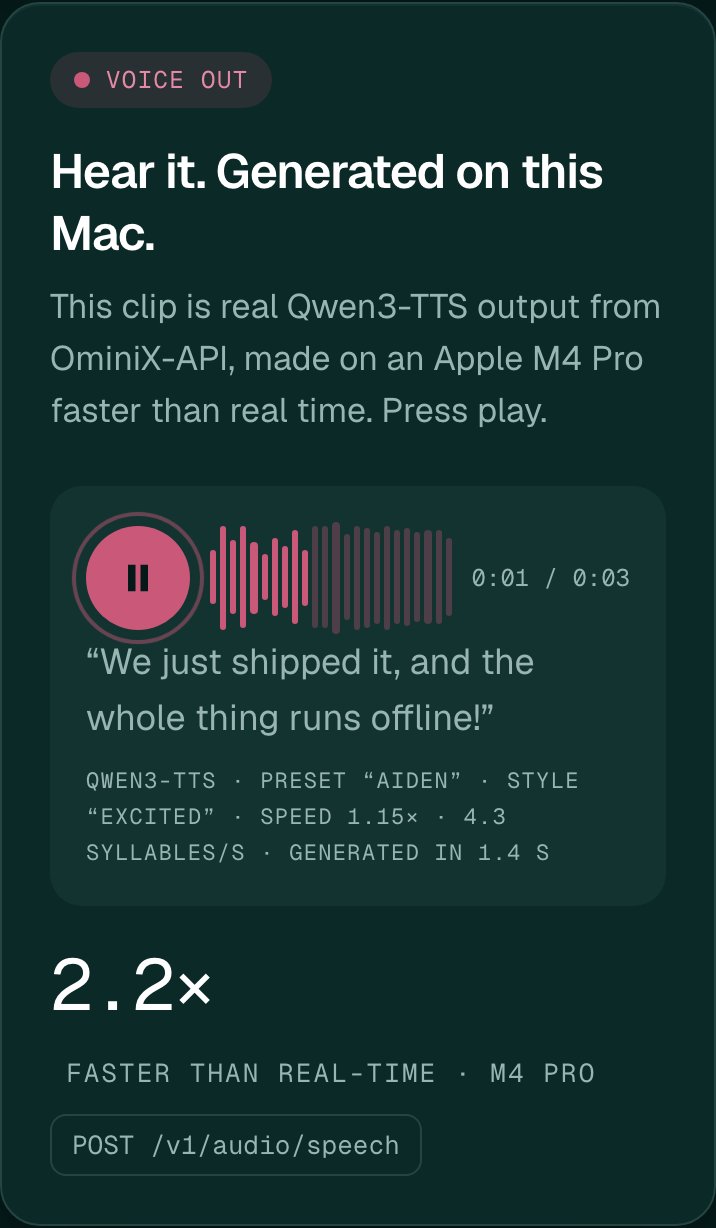 VOICE OUT
Hear it. Generated on this
Mac.
This clip is real Qwen3-TTS output from
OminiX-API, made on an Apple M4 Pro
faster than real time. Press play.
0:01 / 0:03
“We just shipped it, and the
whole thing runs offline!”
QWEN3-TTS · PRESET “AIDEN” · STYLE
“EXCITED” · SPEED 1.15× · 4.3
SYLLABLES/S · GENERATED IN 1.4 S
2.2×
FASTER THAN REAL-TIME · M4 PRO
POST /v1/audio/speech